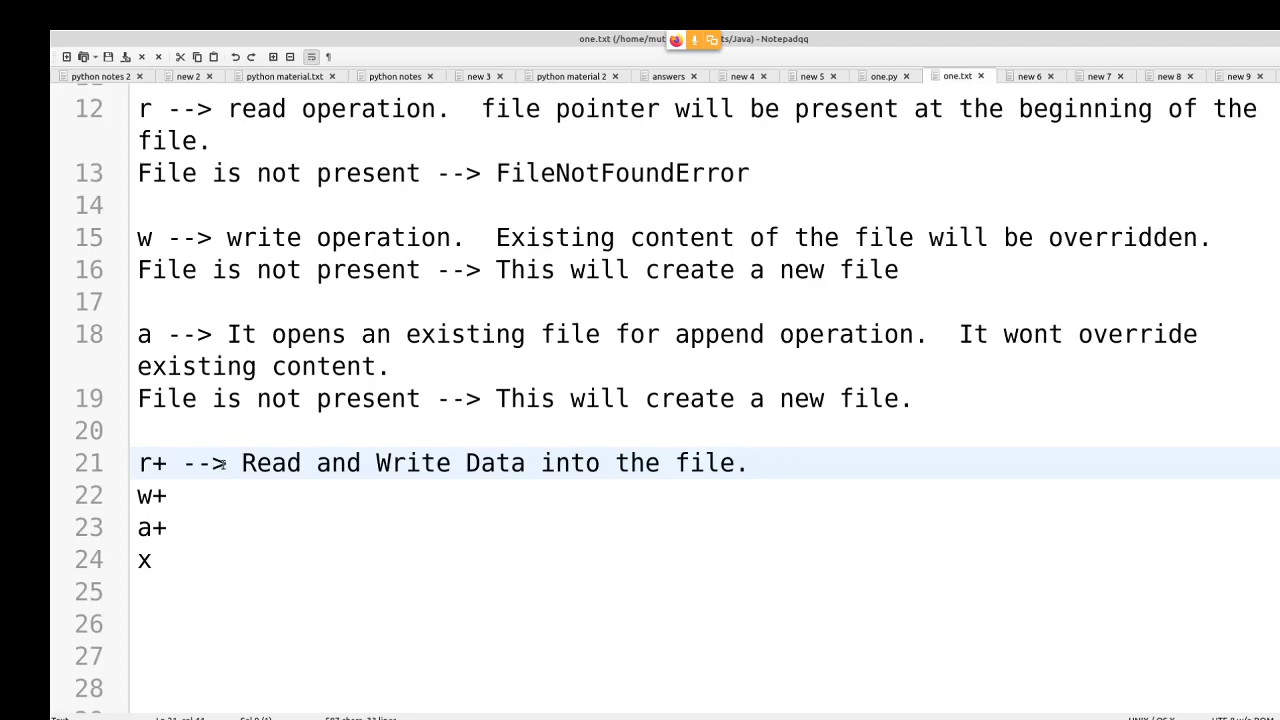 one.txt (/home/mut ts/Java) - Notepadqq
python notes 2 new 2 python material.txt python notes new 3 python material 2 answers new 4 new 5 one.py one.txt new 6 new 7 new 8 new 9
12 r --> read operation.  file pointer will be present at the beginning of the
file.
13 File is not present --> FileNotFoundError
14
15 w --> write operation.  Existing content of the file will be overridden.
16 File is not present --> This will create a new file
17
18 a --> It opens an existing file for append operation.  It wont override
existing content.
19 File is not present --> This will create a new file.
20
21 r+ --> Read and Write Data into the file.
22 w+
23 a+
24 x
25
26
27
28